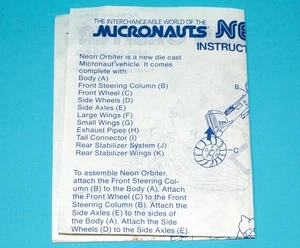 THE INTERCHANGEABLE WORLD OF THE
MICRONAUTS NE
INSTRUCT
Neon Orbiter is a new die cast
Micronaut vehicle. It comes
complete with:
Body (A)
Front Steering Column (B)
Front Wheel (C)
Side Wheels (D)
Side Axles (E)
Large Wings (F)
Small Wings (G)
Exhaust Pipes (H)
Tail Connector (I)
Rear Stabilizer System (J)
Rear Stabilizer Wings (K)
B
C
To assemble Neon Orbiter,
attach the Front Steering Col-
umn (B) to the Body (A). Attach
the Front Wheel (C) to the Front
Steering Column (B). Attach the
Side Axles (E) to the sides of
the Body (A). Attach the Side
Wheels (D) to the Side Axles (E).